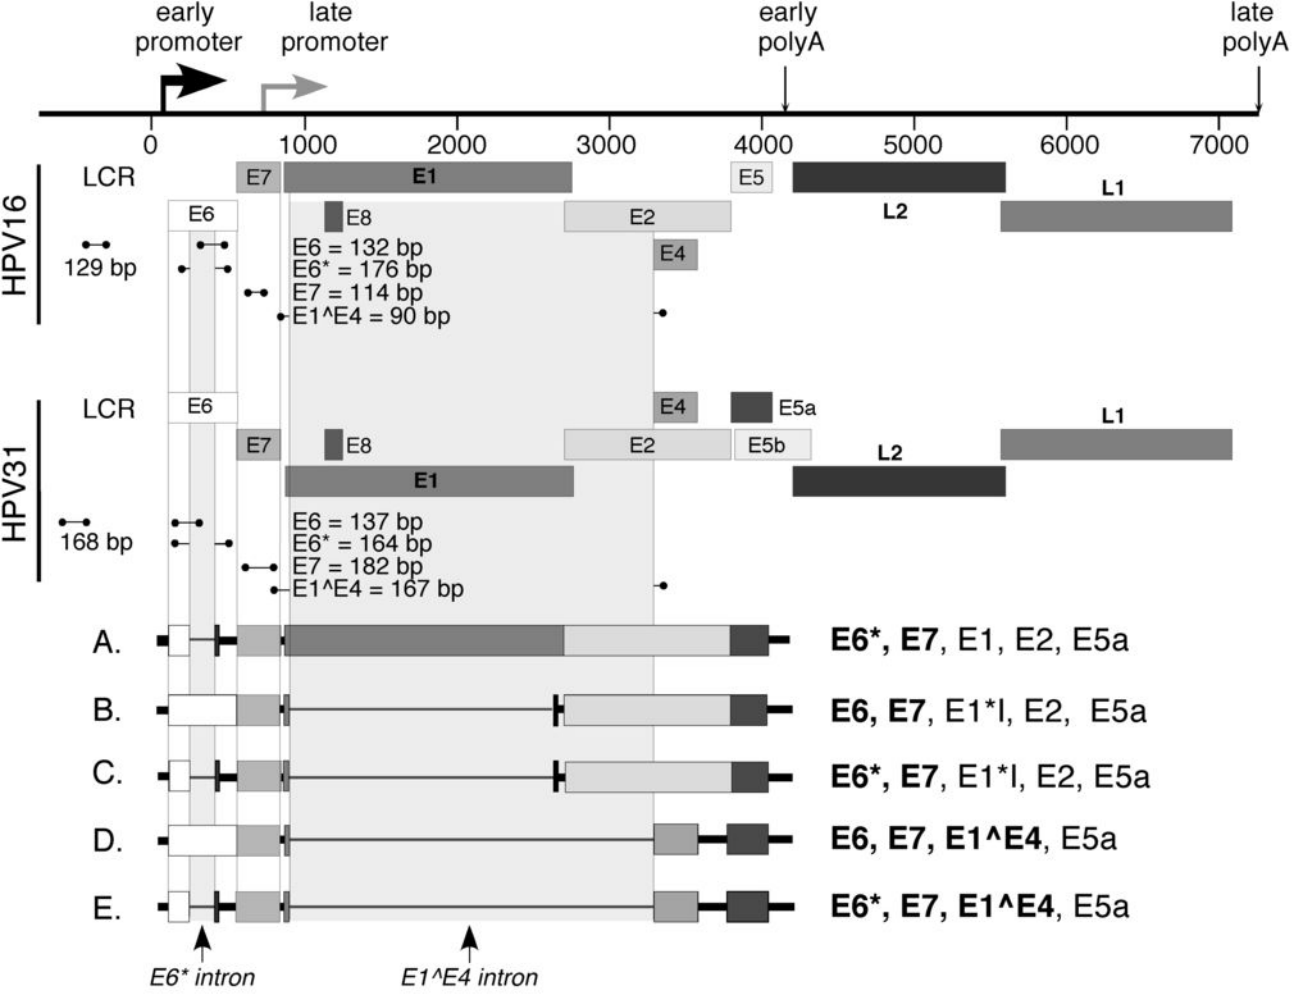 early promoter
late promoter
early polyA
late polyA
0 1000 2000 3000 4000 5000 6000 7000
HPV16
LCR
E7
E1
E5
L2
L1
E6
E8
E2
E4
129 bp
E6 = 132 bp
E6* = 176 bp
E7 = 114 bp
E1^E4 = 90 bp
HPV31
LCR
E6
E4
E5a
L1
E7
E8
E2
E5b
L2
E1
168 bp
E6 = 137 bp
E6* = 164 bp
E7 = 182 bp
E1^E4 = 167 bp
A. E6*, E7, E1, E2, E5a
B. E6, E7, E1*I, E2, E5a
C. E6*, E7, E1*I, E2, E5a
D. E6, E7, E1^E4, E5a
E. E6*, E7, E1^E4, E5a
E6* intron
E1^E4 intron